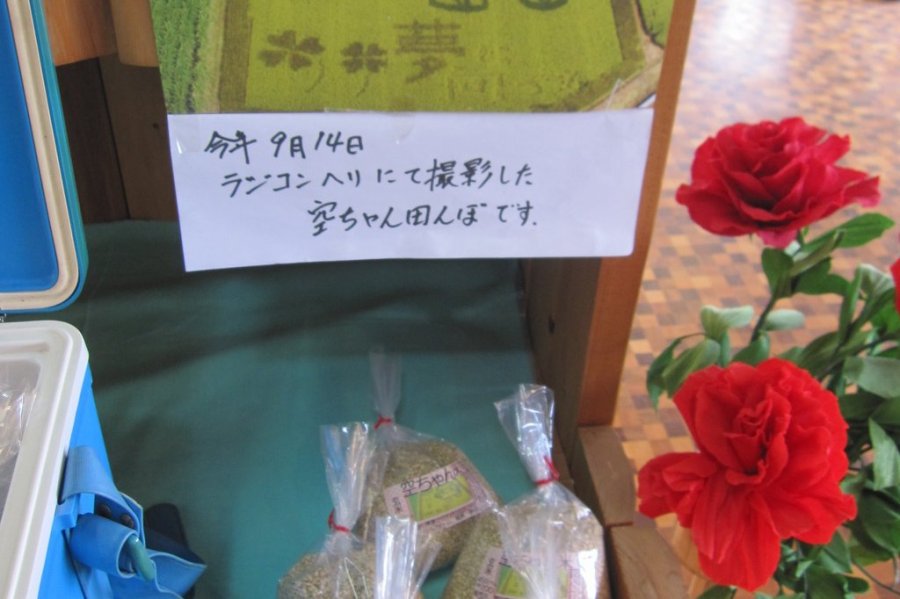 夢
今年 9月14日
ラジコンヘリにて撮影した
空ちゃん田んぼです.
空ちゃん